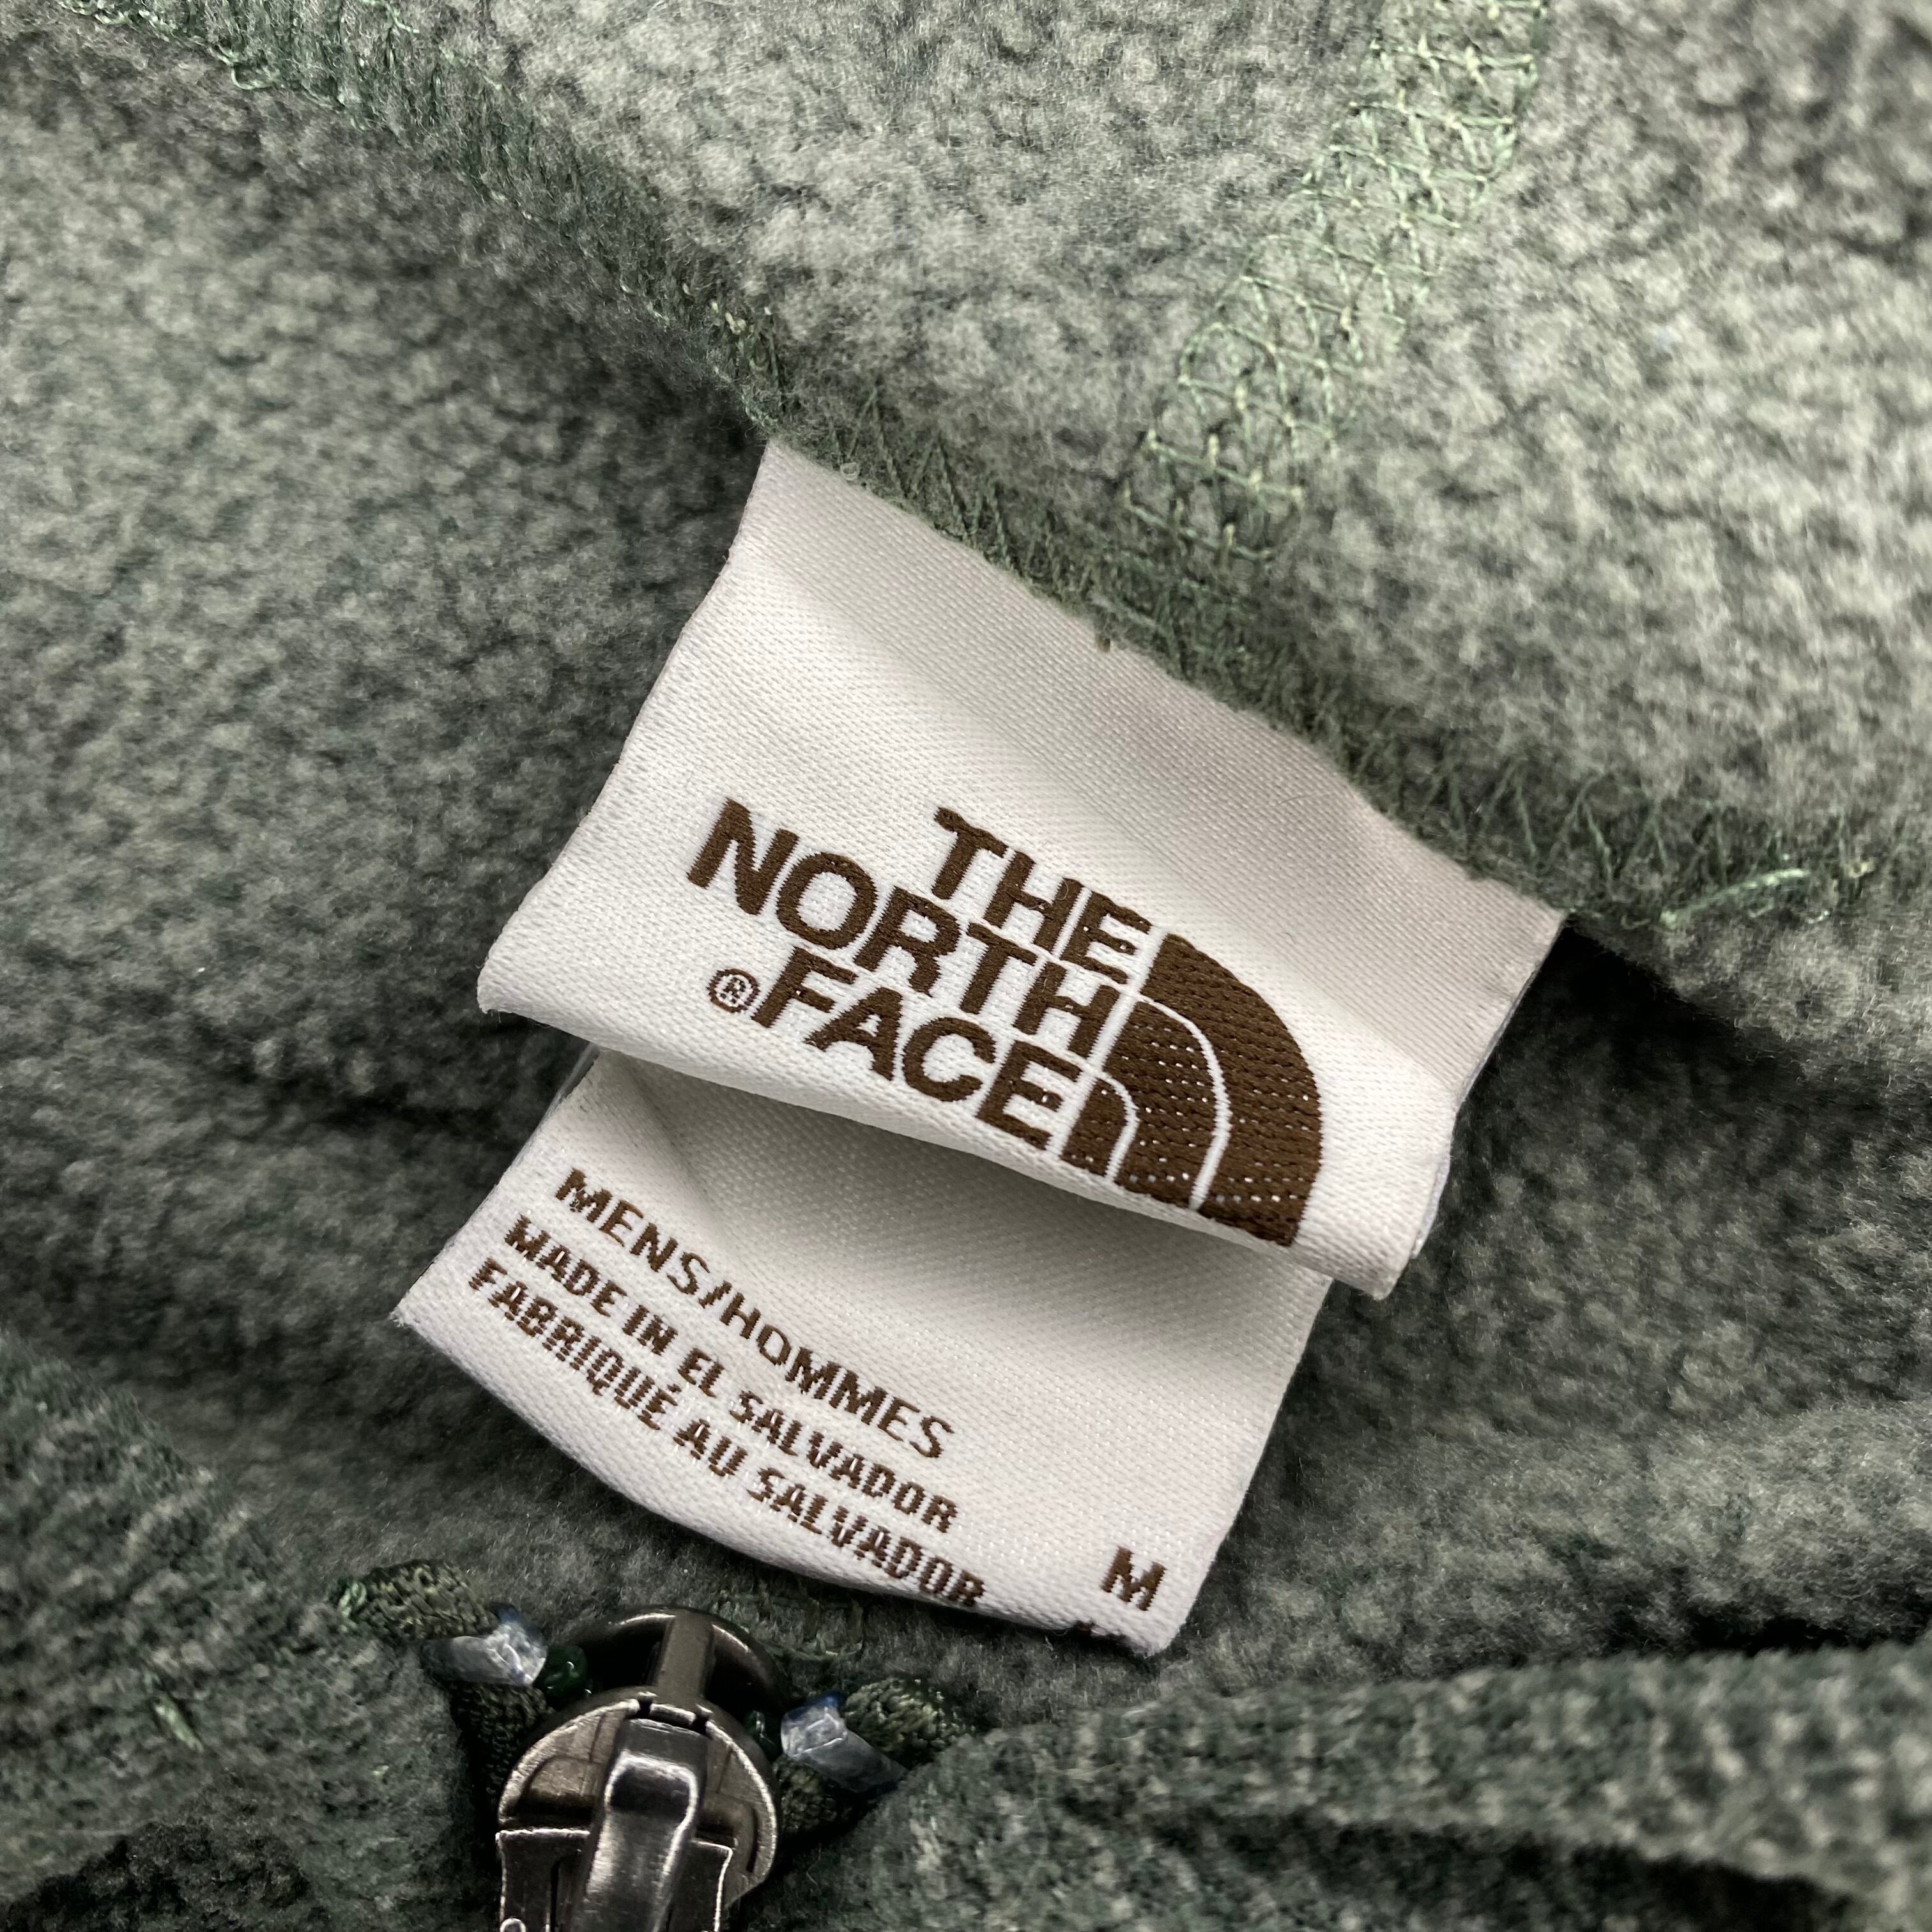 THE
NORTH
®FACE
MENS/HOMMES
MADE IN EL SALVADOR
FABRIQUÉ AU SALVADOR
M